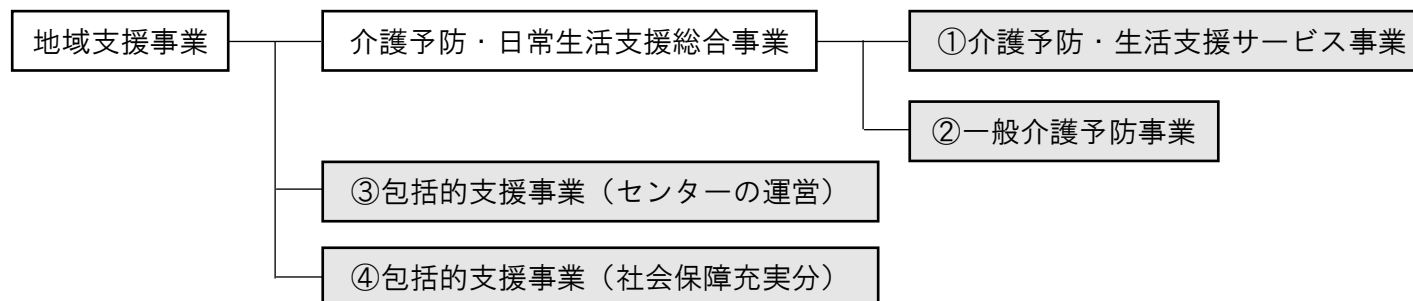 地域支援事業
介護予防・日常生活支援総合事業
①介護予防・生活支援サービス事業
②一般介護予防事業
③包括的支援事業（センターの運営）
④包括的支援事業（社会保障充実分）